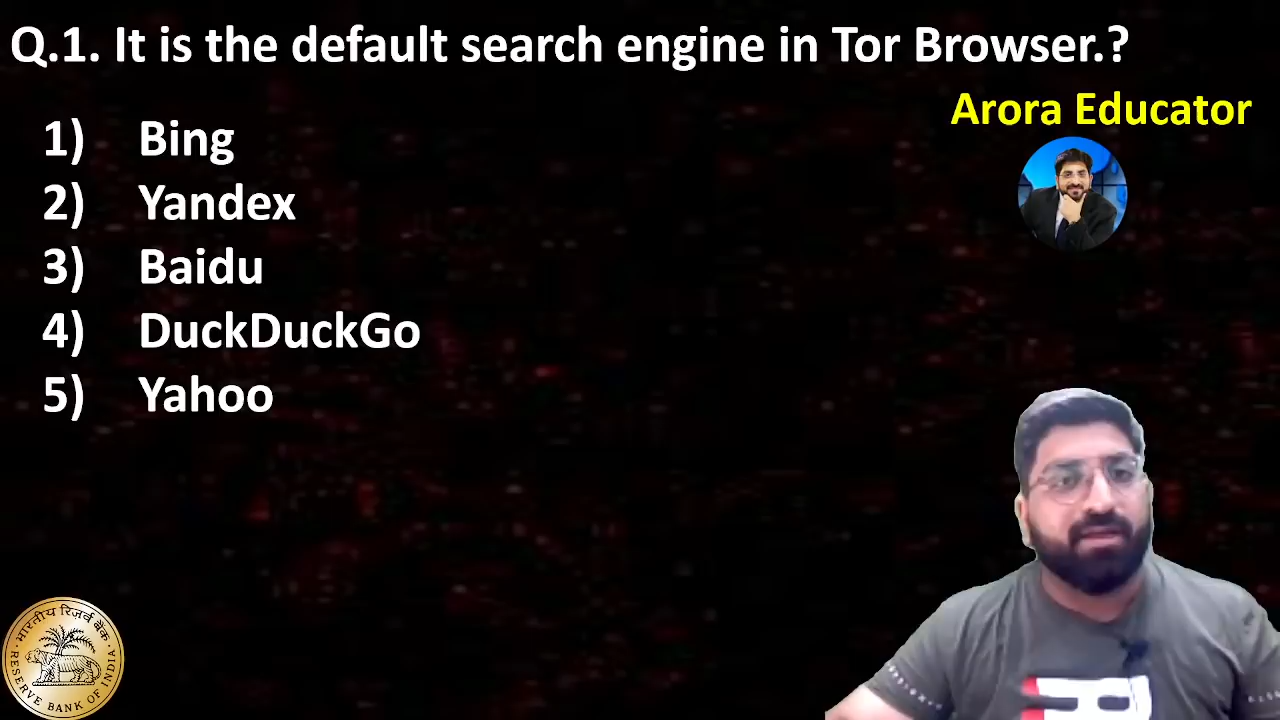 Q.1. It is the default search engine in Tor Browser.?
Arora Educator
1) Bing
2) Yandex
3) Baidu
4) DuckDuckGo
5) Yahoo
भारतीय रिज़र्व बैंक
RESERVE BANK OF INDIA